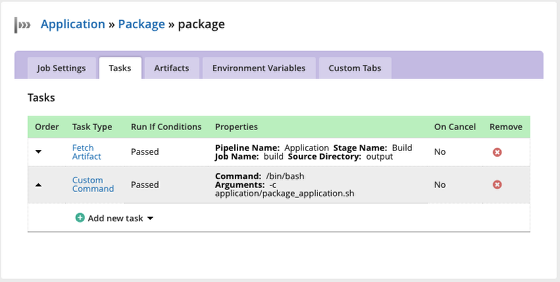 Application » Package » package
Job Settings Tasks Artifacts Environment Variables Custom Tabs
Tasks
Order Task Type Run If Conditions Properties On Cancel Remove
Fetch Artifact Passed Pipeline Name: Application Stage Name: Build No
Job Name: build Source Directory: output
Custom Command Passed Command: /bin/bash No
Arguments: -c
application/package_application.sh
Add new task